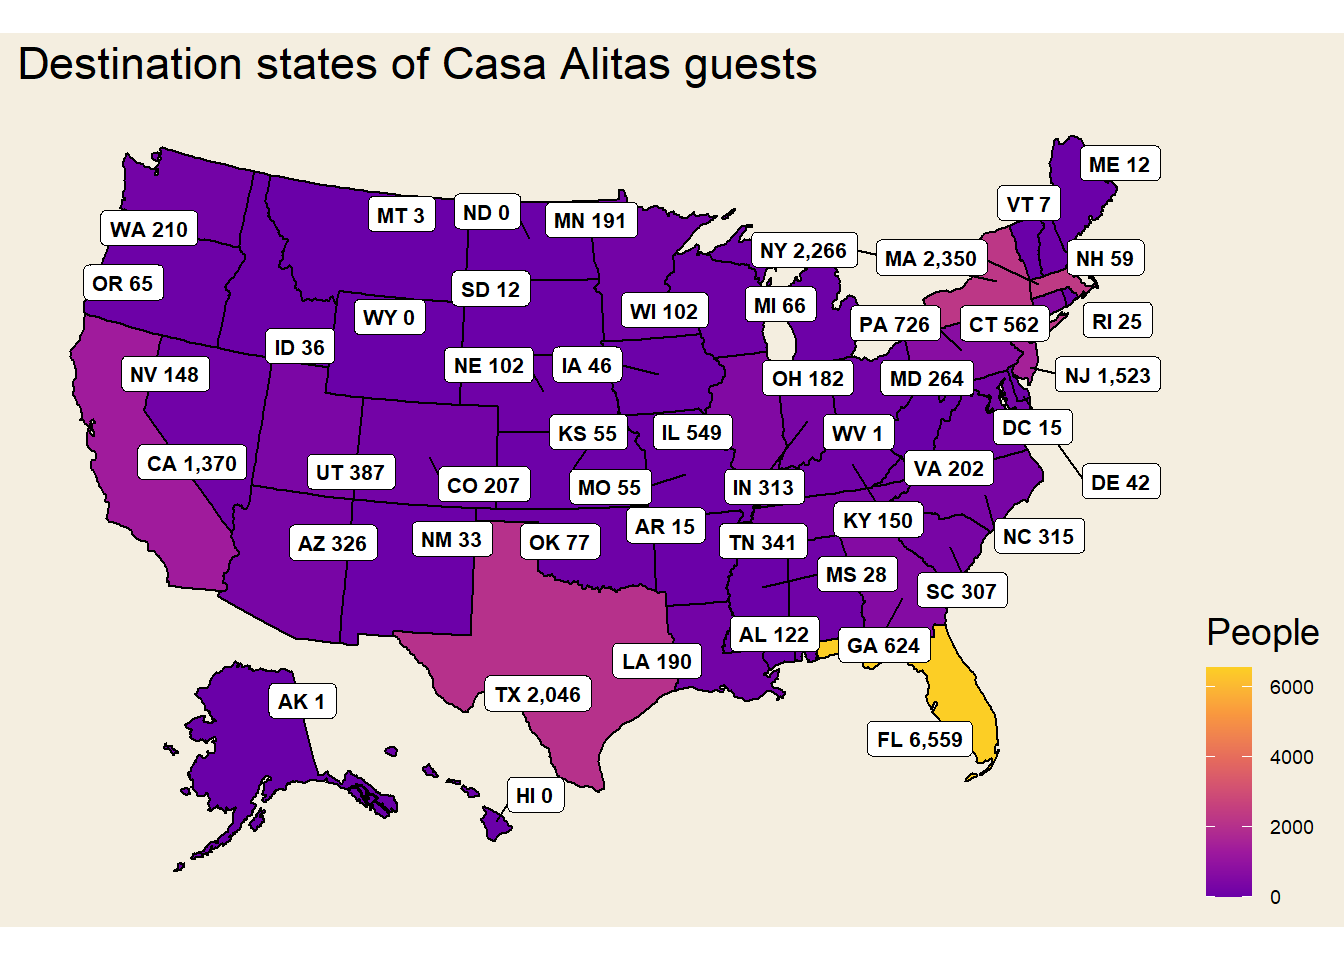 Destination states of Casa Alitas guests
ME 12
VT 7
MT 3
ND 0
MN 191
WA 210
NY 2,266
MA 2,350
NH 59
OR 65
SD 12
WI 102
MI 66
WY 0
PA 726
CT 562
RI 25
ID 36
NV 148
NE 102
IA 46
OH 182
MD 264
NJ 1,523
KS 55
IL 549
WV 1
DC 15
CA 1,370
UT 387
CO 207
MO 55
IN 313
VA 202
DE 42
AR 15
KY 150
AZ 326
NM 33
OK 77
TN 341
NC 315
MS 28
SC 307
AL 122
GA 624
LA 190
TX 2,046
AK 1
FL 6,559
HI 0
People
6000
4000
2000
0